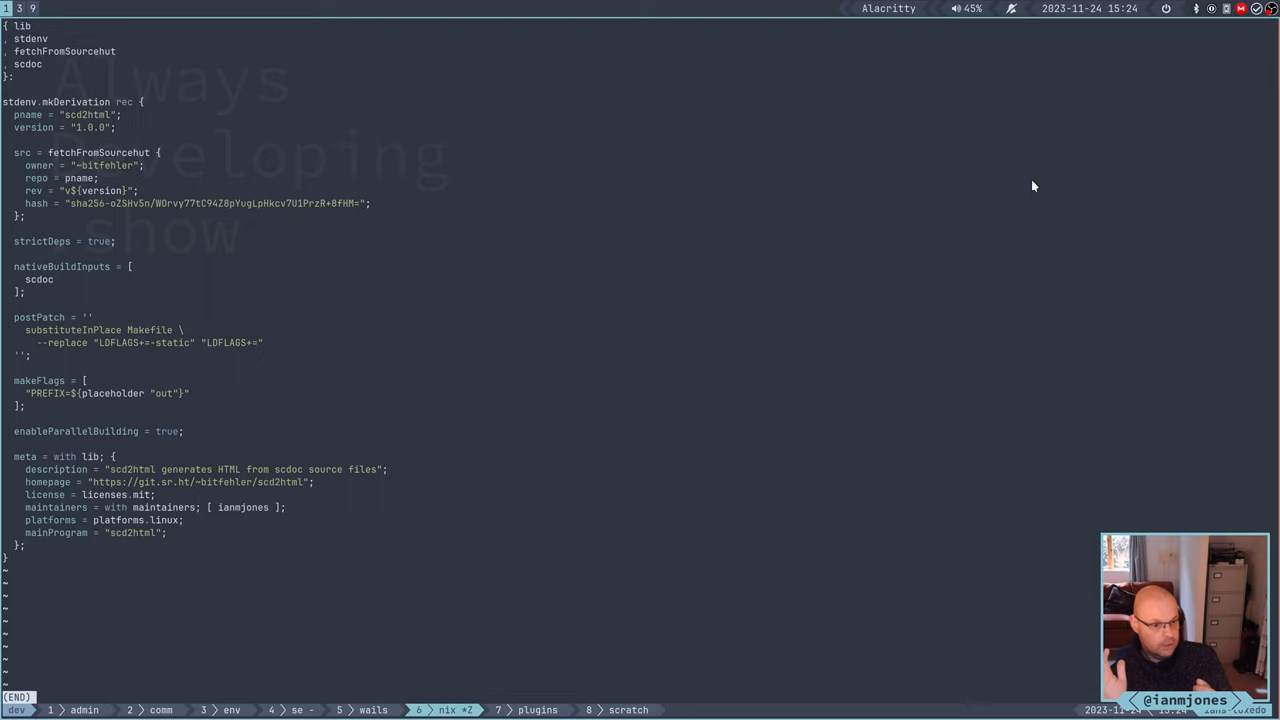 1 3 9 Alacritty 45% 2023-11-24 15:24
{ lib
, stdenv
, fetchFromSourcehut
, scdoc
}:
stdenv.mkDerivation rec {
pname = "scd2html";
version = "1.0.0";
src = fetchFromSourcehut {
owner = "~bitfehler";
repo = pname;
rev = "v${version}";
hash = "sha256-oZSHv5n/WOrvy77tC94Z8pYugLpHkcv7U1PrzR+8fHM=";
};
strictDeps = true;
nativeBuildInputs = [
scdoc
];
postPatch = ''
substituteInPlace Makefile \
--replace "LDFLAGS+=-static" "LDFLAGS+="
'';
makeFlags = [
"PREFIX=${placeholder "out"}"
];
enableParallelBuilding = true;
meta = with lib; {
description = "scd2html generates HTML from scdoc source files";
homepage = "https://git.sr.ht/~bitfehler/scd2html";
license = licenses.mit;
maintainers = with maintainers; [ ianmjones ];
platforms = platforms.linux;
mainProgram = "scd2html";
};
}
~
~
~
~
~
~
~
~
~
~
Always
Developing
show
(END)
@ianmjones
dev 1 admin 2 comm 3 env 4 se - 5 wails 6 nix *Z 7 plugins 8 scratch